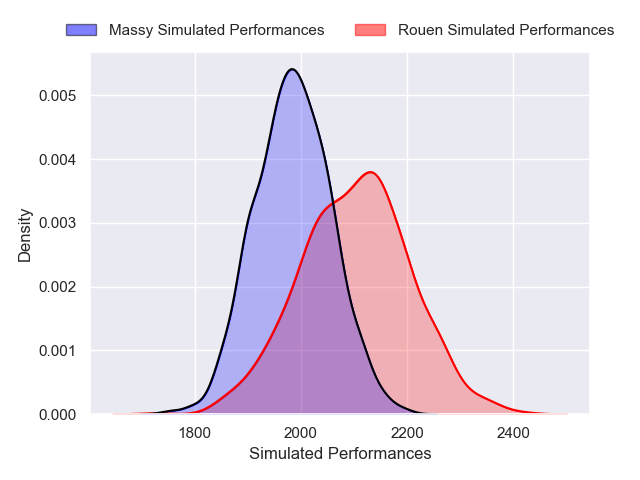 Massy Simulated Performances Rouen Simulated Performances
0.005
0.004
0.003
0.002
0.001
0.000
Density
1800 2000 2200 2400
Simulated Performances